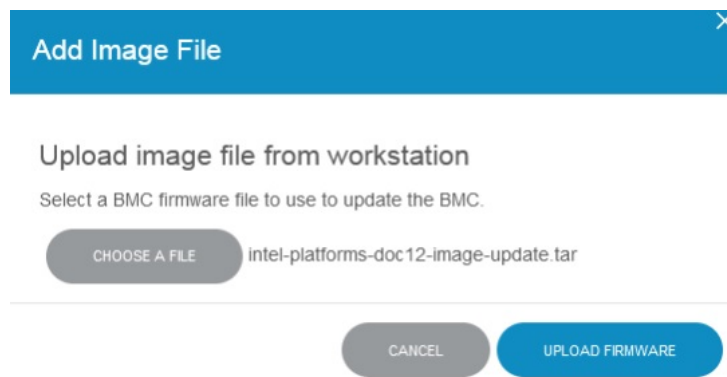 Add Image File
Upload image file from workstation
Select a BMC firmware file to use to update the BMC.
CHOOSE A FILE intel-platforms-doc12-image-update.tar
CANCEL UPLOAD FIRMWARE